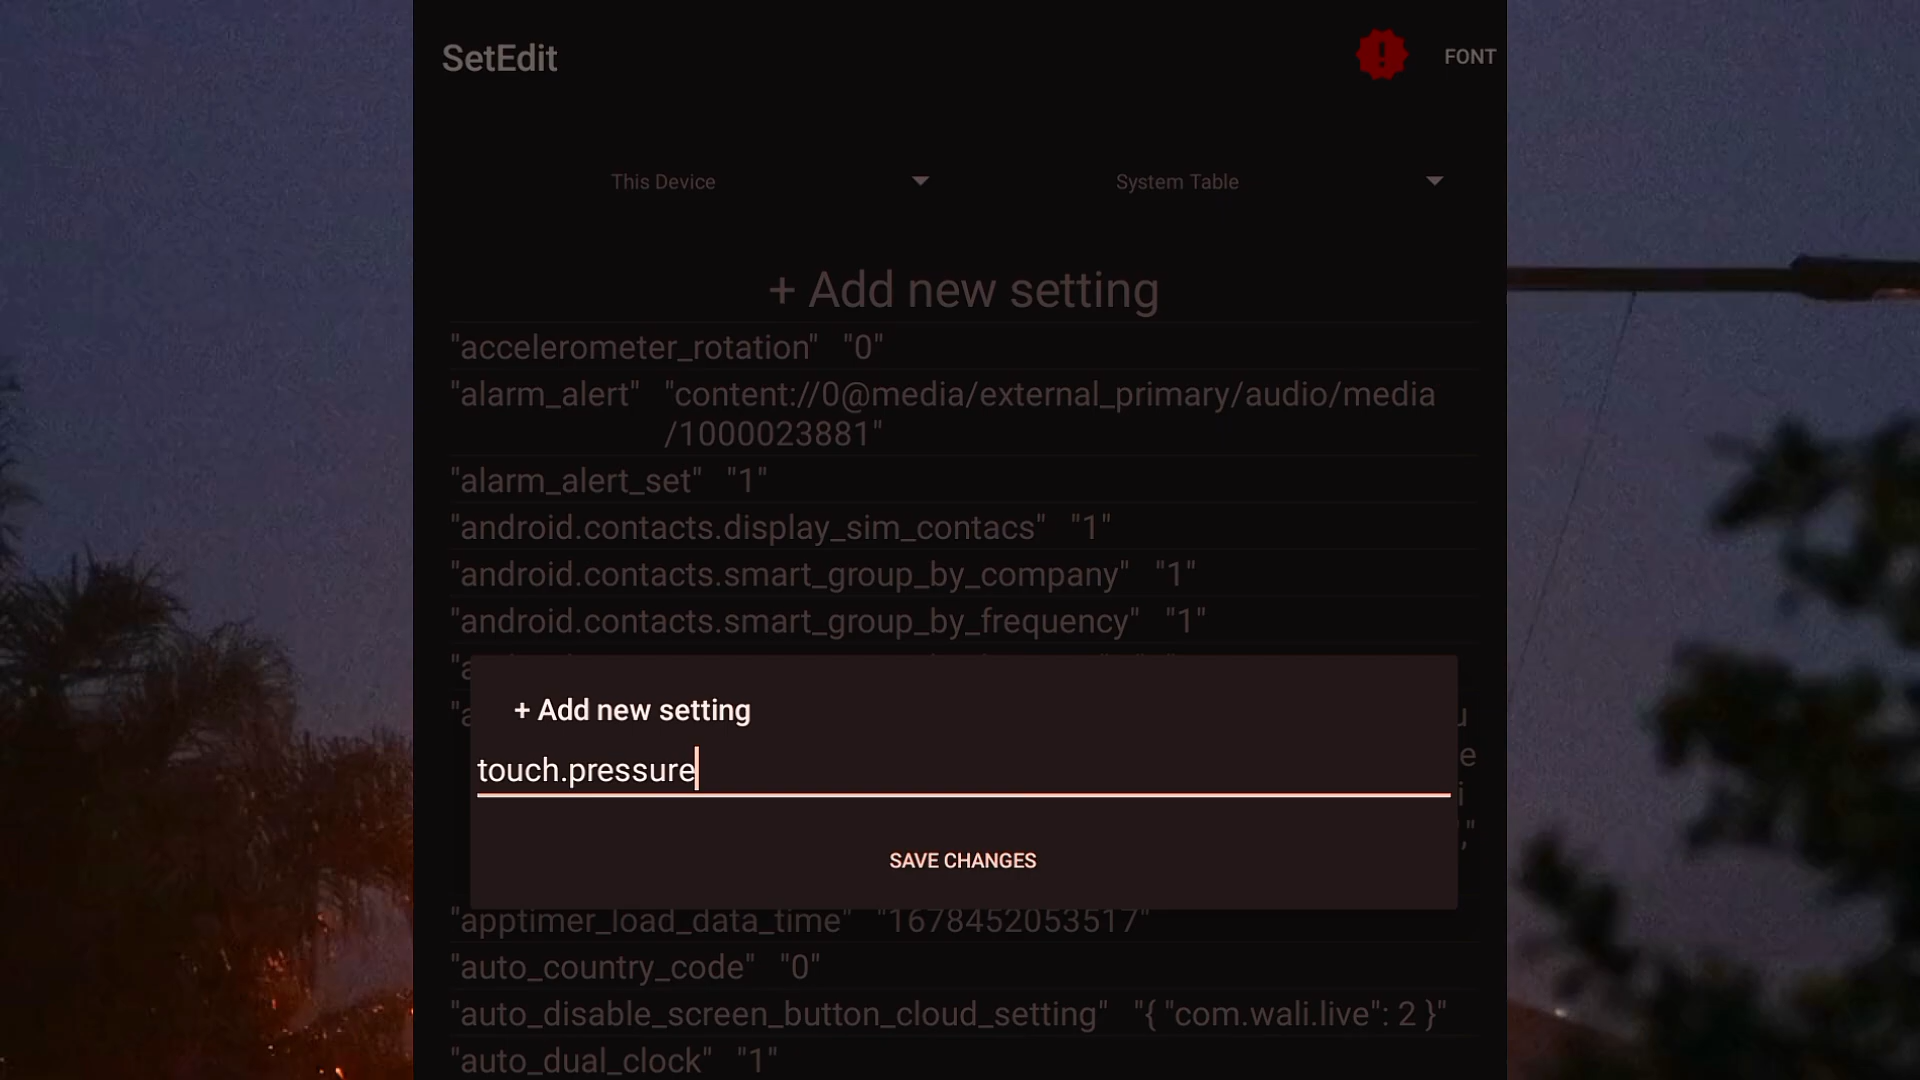 SetEdit
FONT
This Device
System Table
+ Add new setting
"accelerometer_rotation" "0"
"alarm_alert" "content://0@media/external_primary/audio/media
/1000023881"
"alarm_alert_set" "1"
"android.contacts.display_sim_contacs" "1"
"android.contacts.smart_group_by_company" "1"
"android.contacts.smart_group_by_frequency" "1"
+ Add new setting
touch.pressure
SAVE CHANGES
"apptimer_load_data_time" "1678452053517"
"auto_country_code" "0"
"auto_disable_screen_button_cloud_setting" "{ "com.wali.live": 2 }"
"auto_dual_clock" "1"